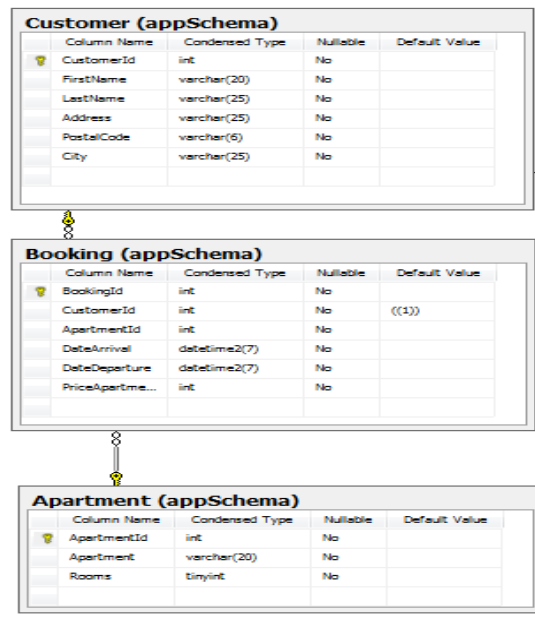 Customer (appSchema)
Column Name Condensed Type Nullable Default Value
CustomerId int No
FirstName varchar(20) No
LastName varchar(25) No
Address varchar(25) No
PostalCode varchar(6) No
City varchar(25) No
Booking (appSchema)
Column Name Condensed Type Nullable Default Value
BookingId int No
CustomerId int No ((1))
ApartmentId int No
DateArrival datetime2(7) No
DateDeparture datetime2(7) No
PriceApartme... int No
Apartment (appSchema)
Column Name Condensed Type Nullable Default Value
ApartmentId int No
Apartment varchar(20) No
Rooms tinyint No